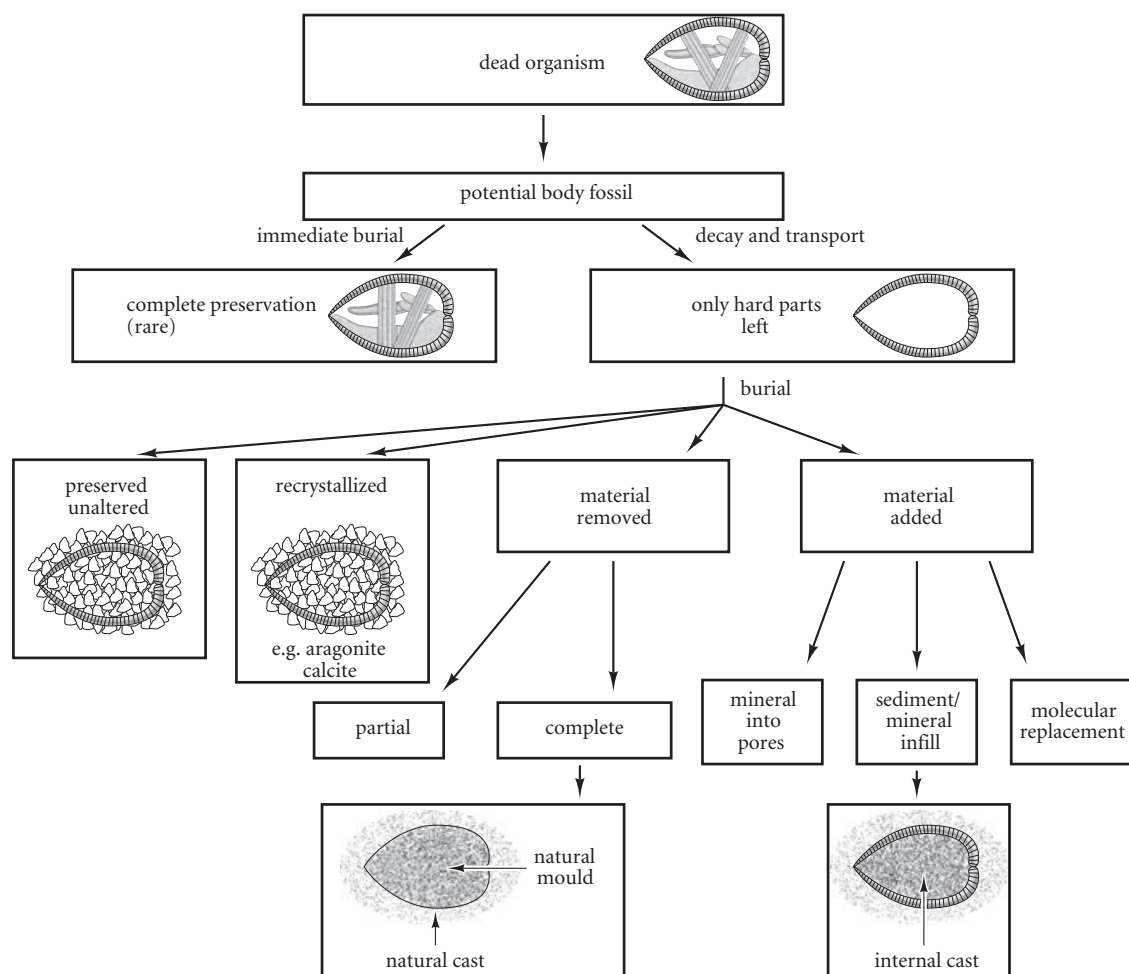 dead organism
potential body fossil
immediate burial
decay and transport
complete preservation
(rare)
only hard parts
left
burial
preserved
unaltered
recrystallized
e.g. aragonite
calcite
material
removed
material
added
partial
complete
mineral
into
pores
sediment/
mineral
infill
molecular
replacement
natural
mould
natural cast
internal cast